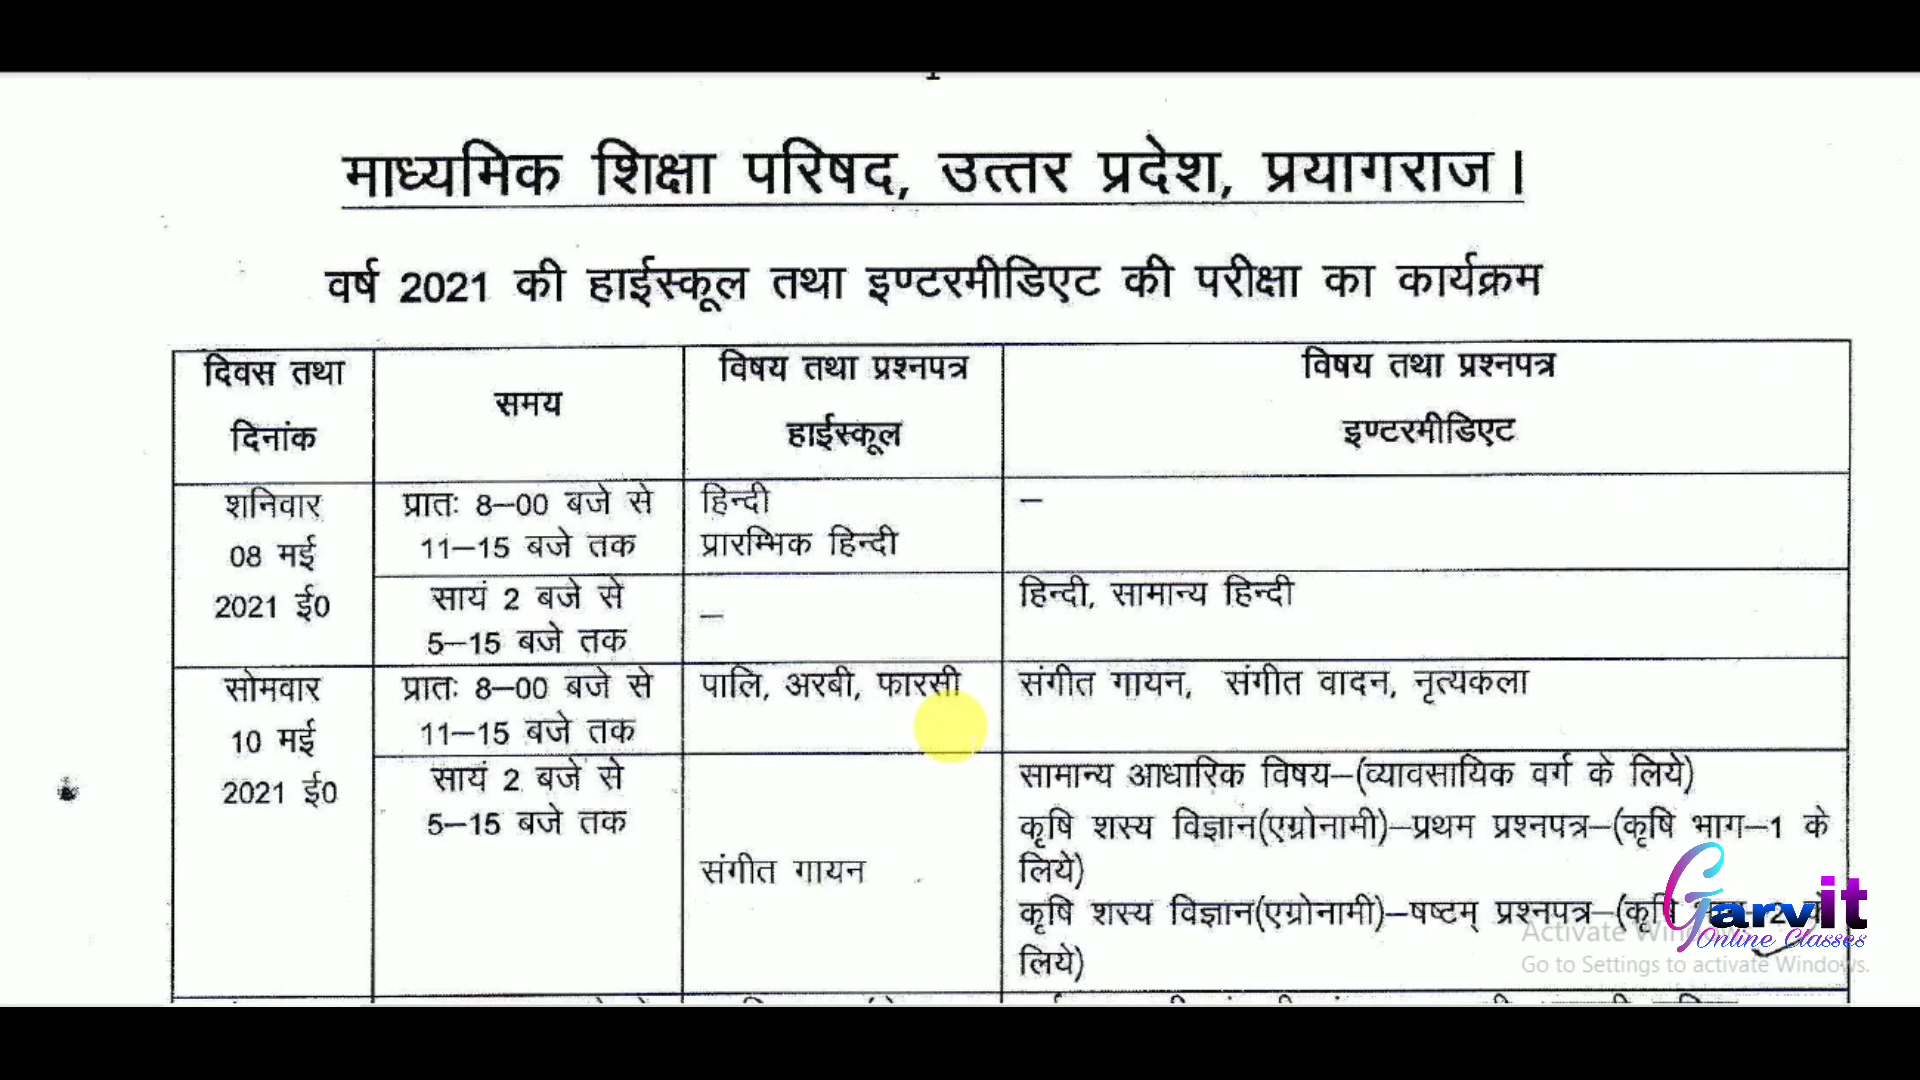 माध्यमिक शिक्षा परिषद, उत्तर प्रदेश, प्रयागराज।
वर्ष 2021 की हाईस्कूल तथा इण्टरमीडिएट की परीक्षा का कार्यक्रम
दिवस तथा
दिनांक
समय
विषय तथा प्रश्नपत्र
हाईस्कूल
विषय तथा प्रश्नपत्र
इण्टरमीडिएट
शनिवार
08 मई
2021 ई0
प्रातः 8–00 बजे से
11–15 बजे तक
हिन्दी
प्रारम्भिक हिन्दी
–
सायं 2 बजे से
5–15 बजे तक
–
हिन्दी, सामान्य हिन्दी
सोमवार
10 मई
2021 ई0
प्रातः 8–00 बजे से
11–15 बजे तक
पालि, अरबी, फारसी
संगीत गायन, संगीत वादन, नृत्यकला
सायं 2 बजे से
5–15 बजे तक
संगीत गायन
सामान्य आधारिक विषय–(व्यावसायिक वर्ग के लिये)
कृषि शस्य विज्ञान(एग्रोनामी)–प्रथम प्रश्नपत्र–(कृषि भाग–1 के
लिये)
कृषि शस्य विज्ञान(एग्रोनामी)–षष्टम् प्रश्नपत्र–(कृषि
लिये)
Garvit
Online Classes
Activate Windows
Go to Settings to activate Windows.